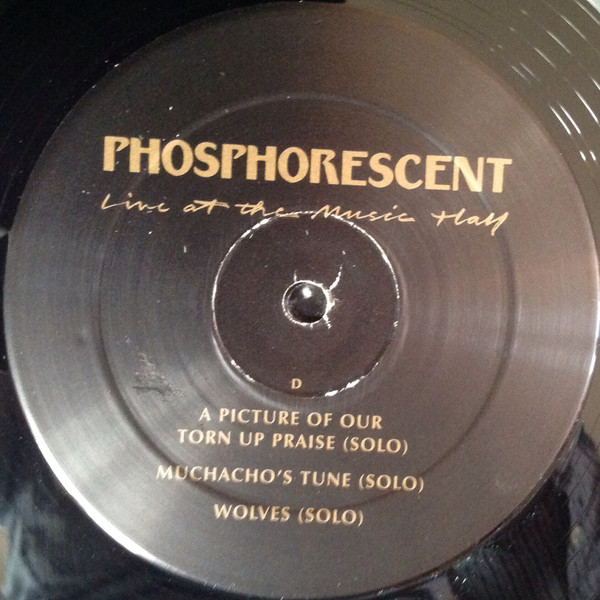 PHOSPHORESCENT
Live at the Music Hall
D
A PICTURE OF OUR
TORN UP PRAISE (SOLO)
MUCHACHO'S TUNE (SOLO)
WOLVES (SOLO)